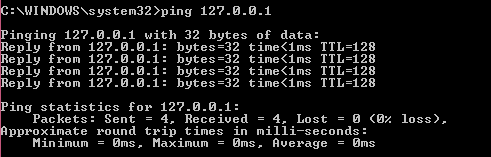 C:\WINDOWS\system32>ping 127.0.0.1
Pinging 127.0.0.1 with 32 bytes of data:
Reply from 127.0.0.1: bytes=32 time<1ms TTL=128
Reply from 127.0.0.1: bytes=32 time<1ms TTL=128
Reply from 127.0.0.1: bytes=32 time<1ms TTL=128
Reply from 127.0.0.1: bytes=32 time<1ms TTL=128
Ping statistics for 127.0.0.1:
Packets: Sent = 4, Received = 4, Lost = 0 (0% loss),
Approximate round trip times in milli-seconds:
Minimum = 0ms, Maximum = 0ms, Average = 0ms